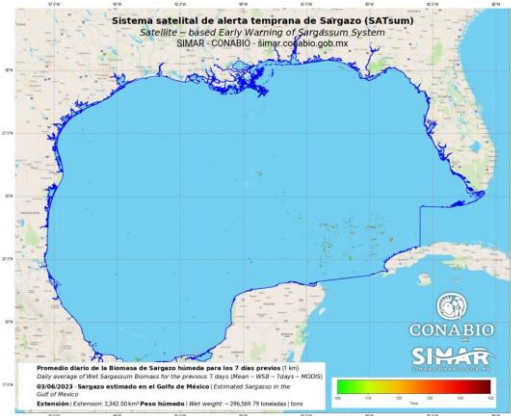 Sistema satelital de alerta temprana de Sargazo (SATsum)
Satellite − based Early Warning of Sargassum System
SIMAR - CONABIO - simar.conabio.gob.mx
CONABIO
SIMAR
Promedio diario de la Biomasa de Sargazo húmeda para los 7 días previos (1 km)
Daily average of Wet Sargassum Biomass for the previous 7 days (Mean − WSB − 7days − MODIS)
03/06/2023 - Sargazo estimado en el Golfo de México | Estimated Sargasso in the
Gulf of Mexico
Extensión | Extension: 2,342.00 km² Peso húmedo | Wet weight: ~296,569.79 toneladas | tons